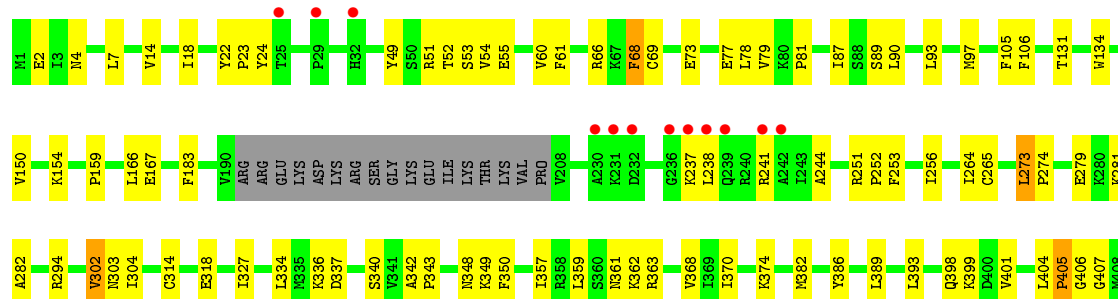 M1 E2 I3 N4 L7 V14 I18 Y22 P23 Y24 T25 P29 H32 Y49 S50 R51 T52 S53 V54 E55 V60 F61 R66 K67 F68 C69 E73 E77 L78 V79 K80 P81 I87 S88 S89 L90 L93 M97 F105 F106 T131 W134
V150 K154 P159 L166 E167 F183 V190 ARG ARG GLU LYS ASP LYS ARG SER GLY LYS GLU ILE LYS THR LYS VAL PRO V208 A230 K231 D232 G236 K237 L238 Q239 R240 R241 A242 I243 A244 R251 P252 F253 I256 I264 C265 L273 P274 E279 K280 K281
A282 R294 V302 N303 I304 C314 E318 I327 L334 M335 K336 D337 S340 V341 A342 P343 N348 K349 F350 I357 R358 L359 S360 N361 K362 R363 V368 I369 I370 K374 M382 Y386 L389 I393 Q398 K399 D400 V401 L404 P405 G406 G407